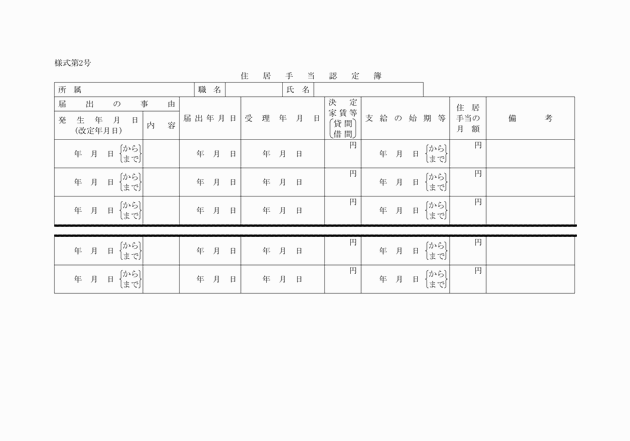 様式第2号
住居手当認定簿
所属 職名 氏名
届出の事由 届出年月日 受理年月日 決定家賃等〔貸間借間〕 支給の始期等 住居手当の月額 備考
発生年月日(改定年月日) 内容
年 月 日{からまで} 年 月 日 年 月 日 円 年 月 日{からまで} 円
年 月 日{からまで} 年 月 日 年 月 日 円 年 月 日{からまで} 円
年 月 日{からまで} 年 月 日 年 月 日 円 年 月 日{からまで} 円
年 月 日{からまで} 年 月 日 年 月 日 円 年 月 日{からまで} 円
年 月 日{からまで} 年 月 日 年 月 日 円 年 月 日{からまで} 円